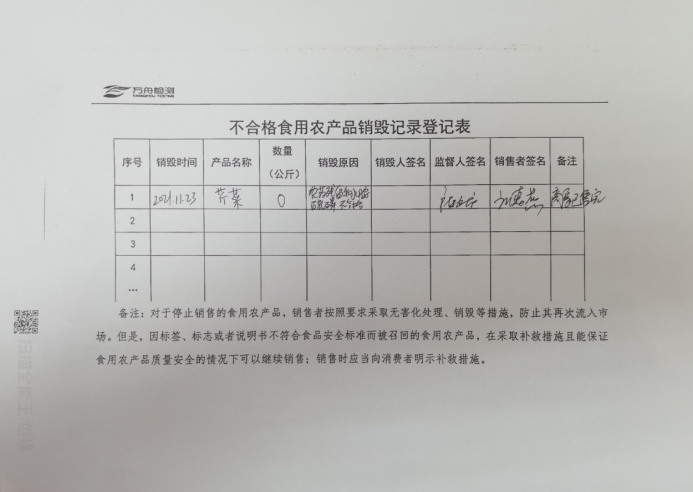 方舟检测
不合格食用农产品销毁记录登记表
序号 销毁时间 产品名称 数量（公斤） 销毁原因 销毁人签名 监督人签名 销售者签名 备注
1 2021.11.23 芹菜 0 不合格 商品已售完
2
3
4
...
备注：对于停止销售的食用农产品，销售者按照要求采取无害化处理、销毁等措施，防止其再次流入市
场。但是，因标签、标志或者说明书不符合食品安全标准而被召回的食用农产品，在采取补救措施且能保证
食用农产品质量安全的情况下可以继续销售；销售时应当向消费者明示补救措施。